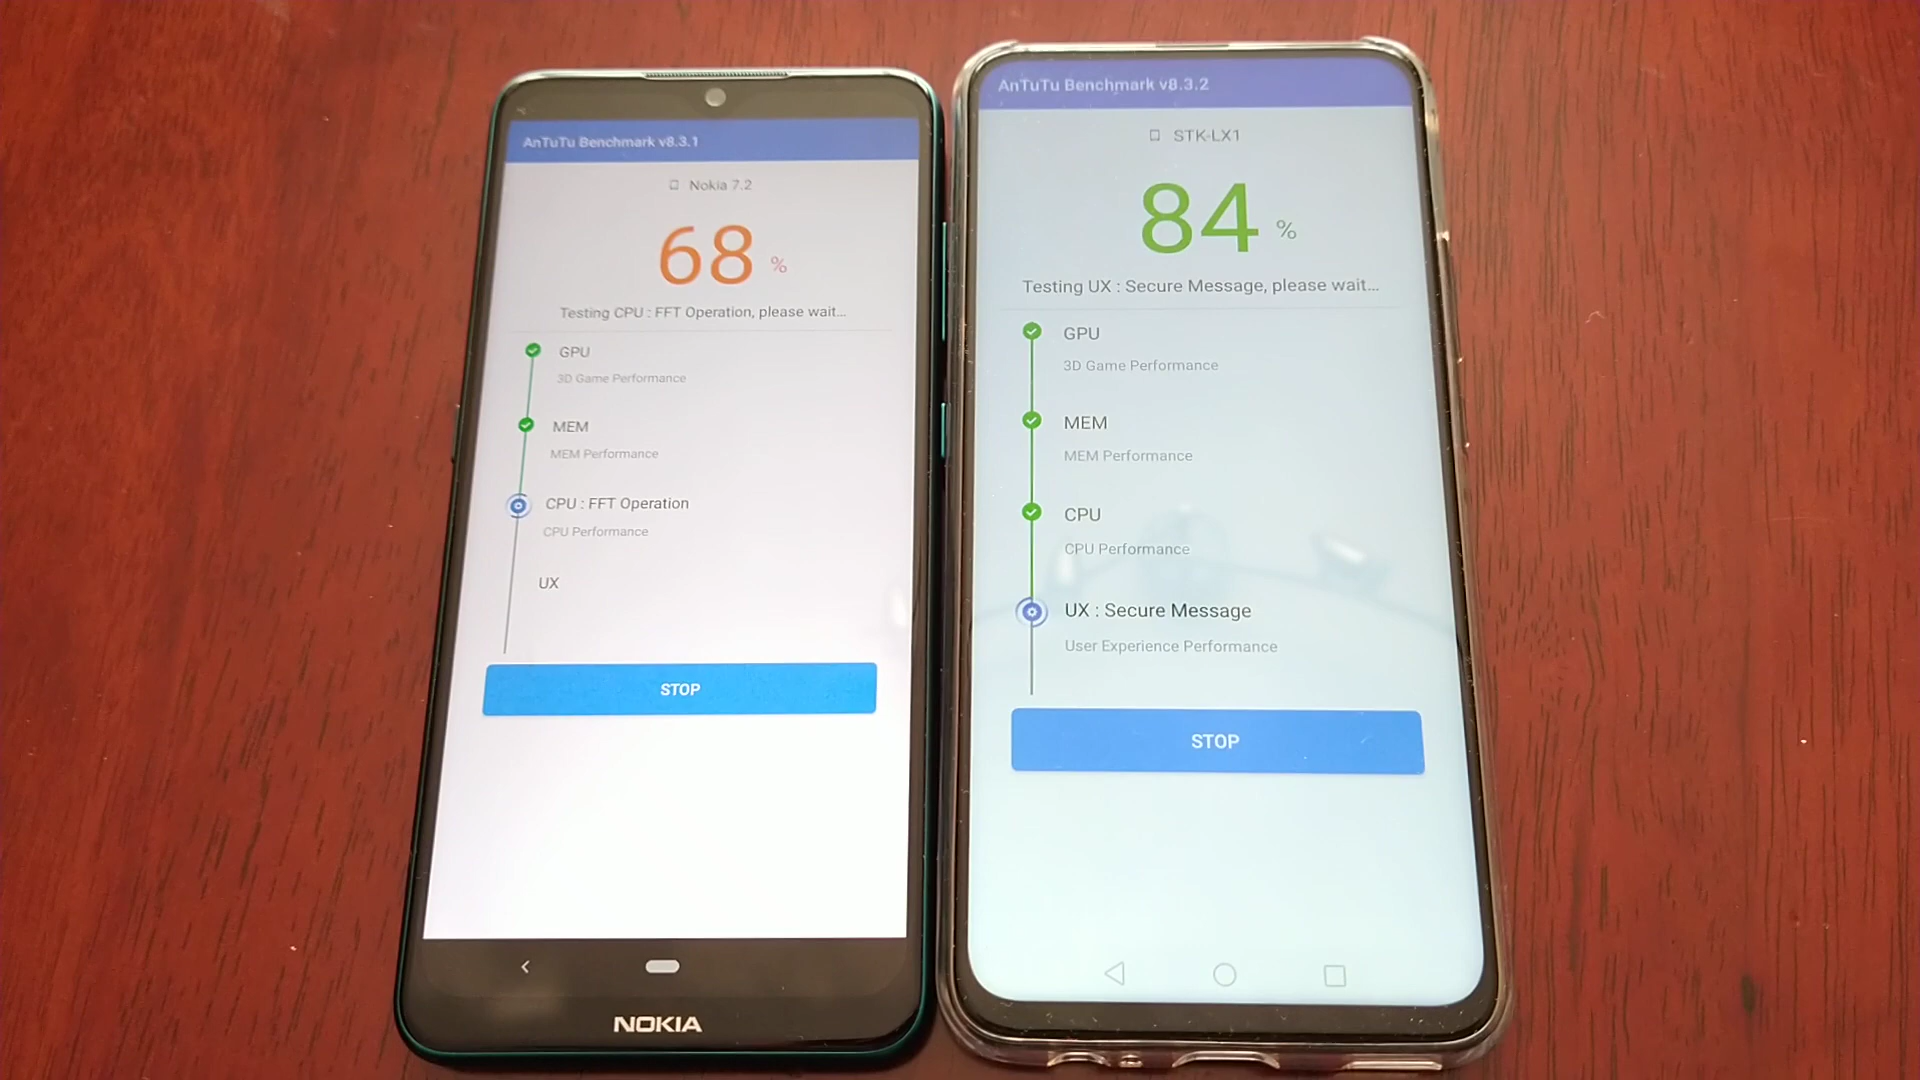 AnTuTu Benchmark v8.3.1
Nokia 7.2
68 %
Testing CPU : FFT Operation, please wait...
GPU
3D Game Performance
MEM
MEM Performance
CPU : FFT Operation
CPU Performance
UX
STOP
NOKIA
AnTuTu Benchmark v8.3.2
STK-LX1
84 %
Testing UX : Secure Message, please wait...
GPU
3D Game Performance
MEM
MEM Performance
CPU
CPU Performance
UX : Secure Message
User Experience Performance
STOP